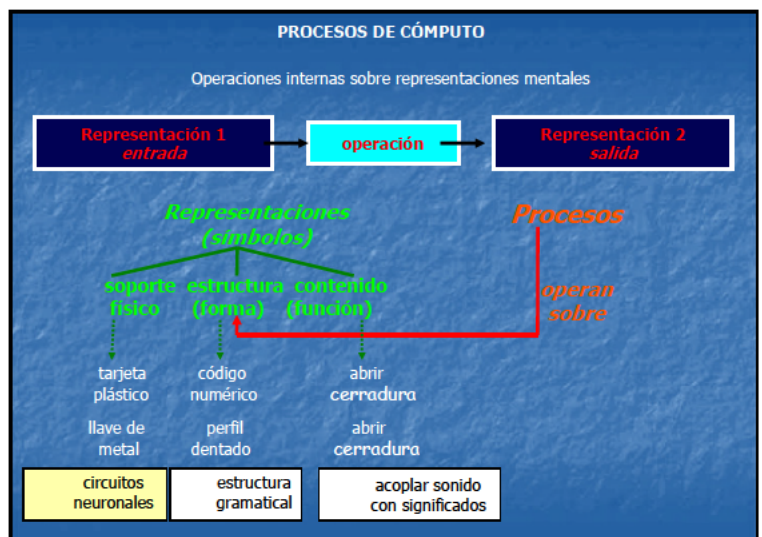 PROCESOS DE CÓMPUTO
Operaciones internas sobre representaciones mentales
Representación 1
entrada
operación
Representación 2
salida
Representaciones
(símbolos)
Procesos
soporte
físico
estructura
(forma)
contenido
(función)
operan
sobre
tarjeta
plástico
código
numérico
abrir
cerradura
llave de
metal
perfil
dentado
abrir
cerradura
circuitos
neuronales
estructura
gramatical
acoplar sonido
con significados